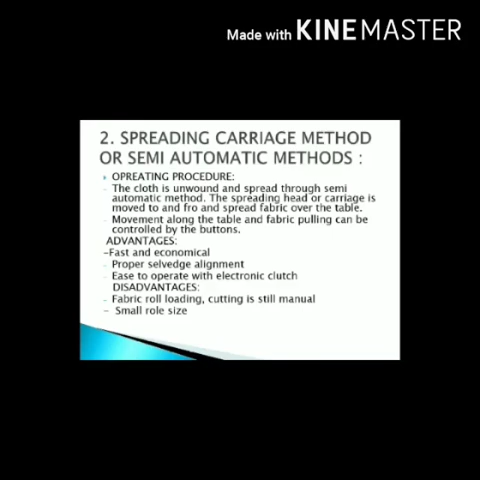 Made with KINEMASTER
2. SPREADING CARRIAGE METHOD
OR SEMI AUTOMATIC METHODS :
OPREATING PROCEDURE:
- The cloth is unwound and spread through semi
automatic method. The spreading head or carriage is
moved to and fro and spread fabric over the table.
- Movement along the table and fabric pulling can be
controlled by the buttons.
ADVANTAGES:
-Fast and economical
- Proper selvedge alignment
- Ease to operate with electronic clutch
DISADVANTAGES:
- Fabric roll loading, cutting is still manual
- Small role size